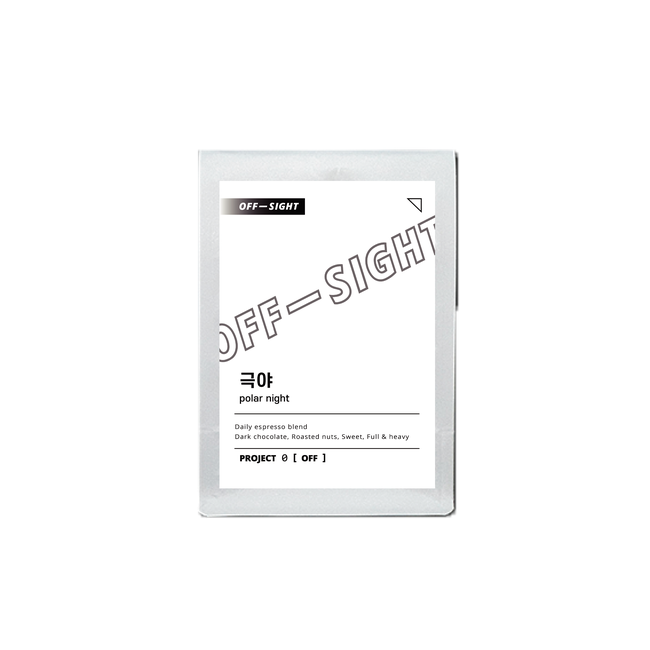 OFF—SIGHT
OFF—SIGHT
극야
polar night
Daily espresso blend
Dark chocolate, Roasted nuts, Sweet, Full & heavy
PROJECT 0 [ OFF ]